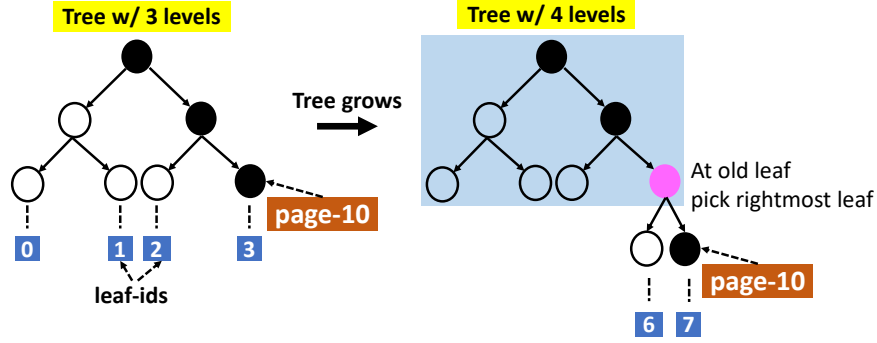 Tree w/ 3 levels
Tree w/ 4 levels
Tree grows
At old leaf
pick rightmost leaf
page-10
0
1
2
3
leaf-ids
page-10
6
7